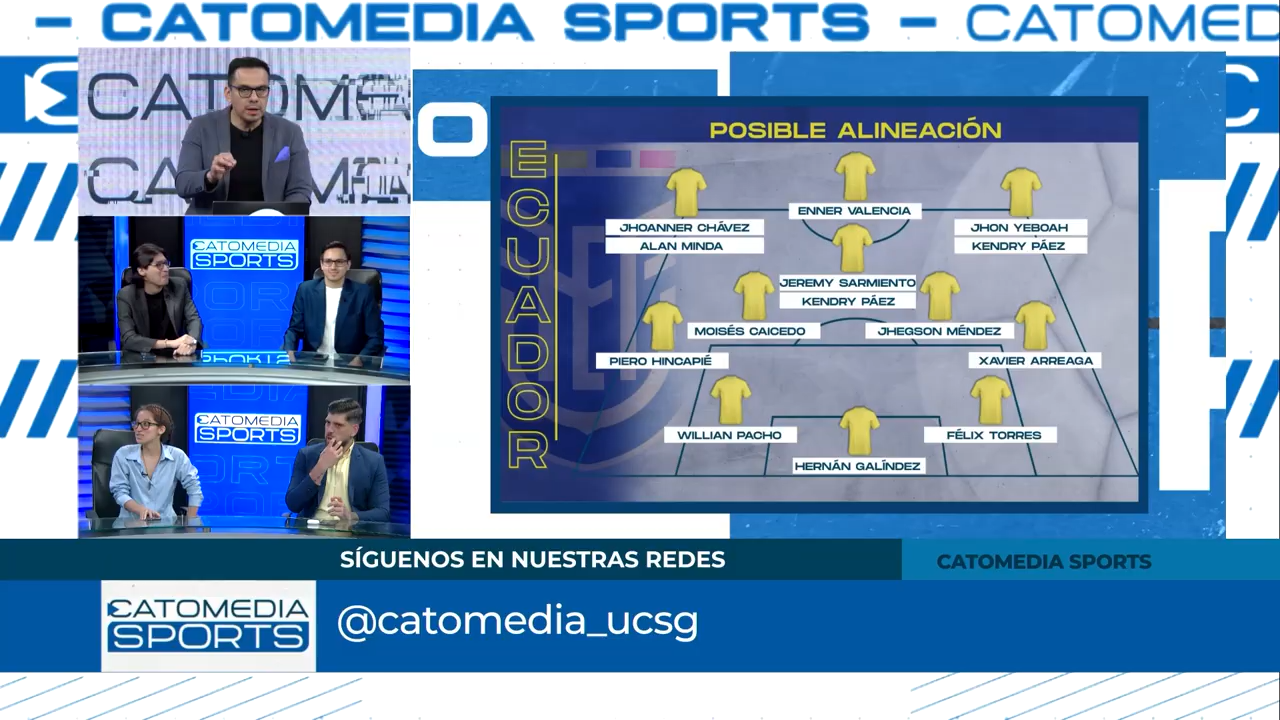 – CATOMEDIA SPORTS – CATOMED
CATOM
CATOMEDIA
SPORTS
CATOMEDIA
SPORTS
O
C
POSIBLE ALINEACIÓN
ECUADOR
ENNER VALENCIA
JHOANNER CHÁVEZ
ALAN MINDA
JHON YEBOAH
KENDRY PÁEZ
JEREMY SARMIENTO
KENDRY PÁEZ
MOISÉS CAICEDO
JHEGSON MÉNDEZ
PIERO HINCAPIÉ
XAVIER ARREAGA
WILLIAN PACHO
FÉLIX TORRES
HERNÁN GALÍNDEZ
SÍGUENOS EN NUESTRAS REDES
CATOMEDIA SPORTS
CATOMEDIA
SPORTS
@catomedia_ucsg